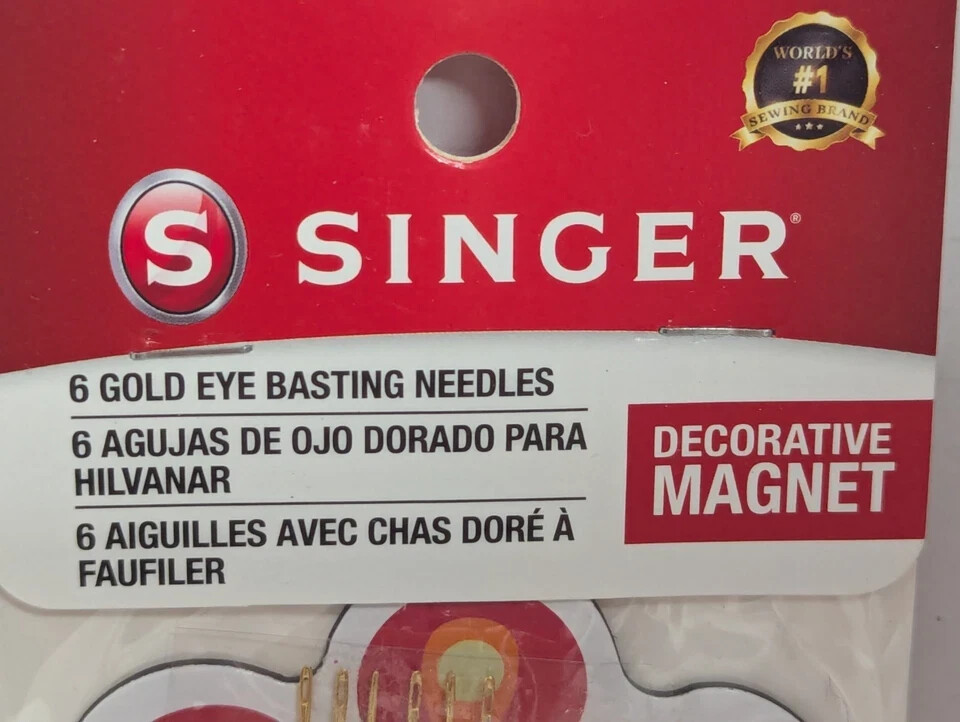 WORLD'S
#1
SEWING BRAND
S SINGER®
6 GOLD EYE BASTING NEEDLES
6 AGUJAS DE OJO DORADO PARA
HILVANAR
6 AIGUILLES AVEC CHAS DORÉ À
FAUFILER
DECORATIVE
MAGNET